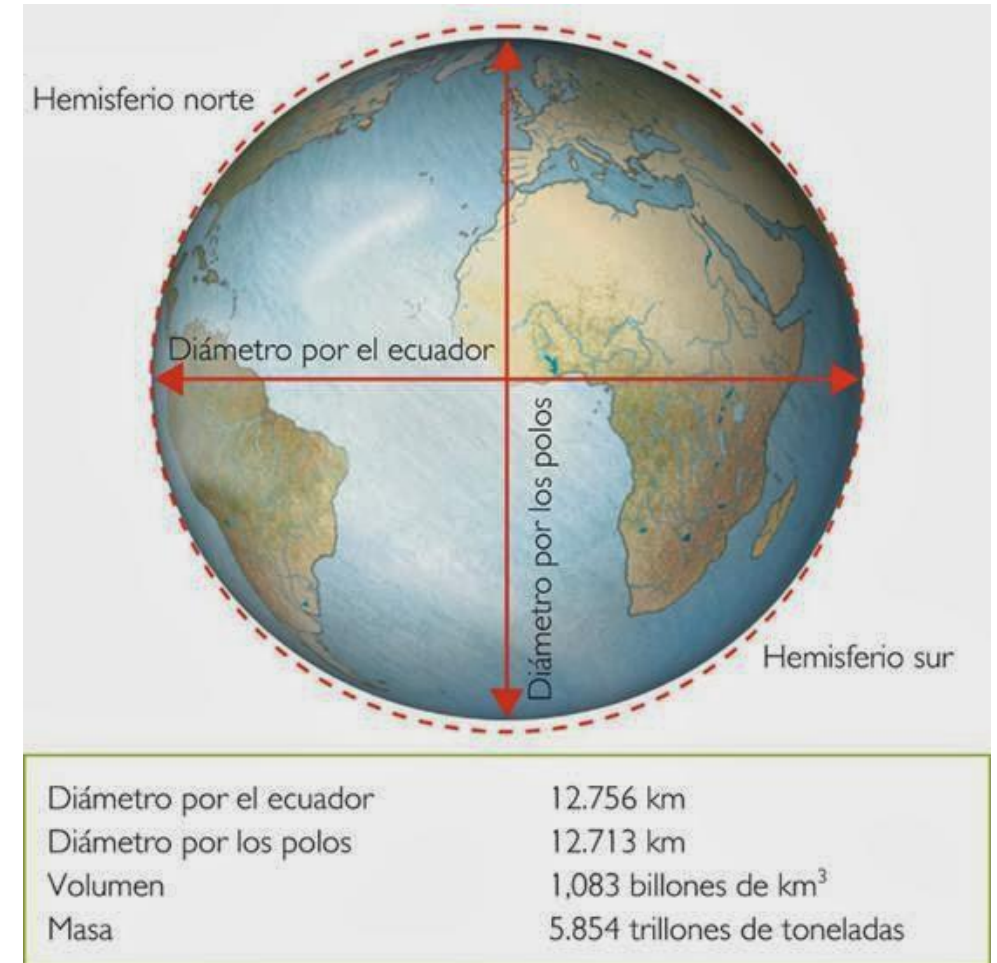 Hemisferio norte
Diámetro por el ecuador
Diámetro por los polos
Hemisferio sur
Diámetro por el ecuador 12.756 km
Diámetro por los polos 12.713 km
Volumen 1,083 billones de km³
Masa 5.854 trillones de toneladas